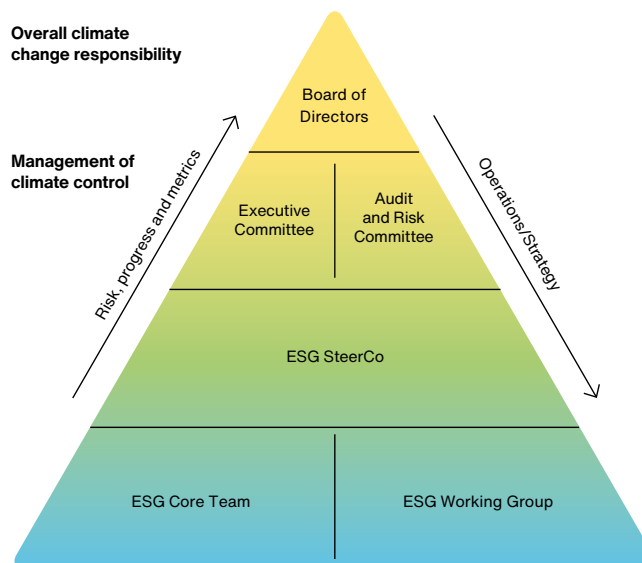 Overall climate
change responsibility
Board of
Directors
Management of
climate control
Risk, progress and metrics
Operations/Strategy
Executive
Committee
Audit
and Risk
Committee
ESG SteerCo
ESG Core Team
ESG Working Group